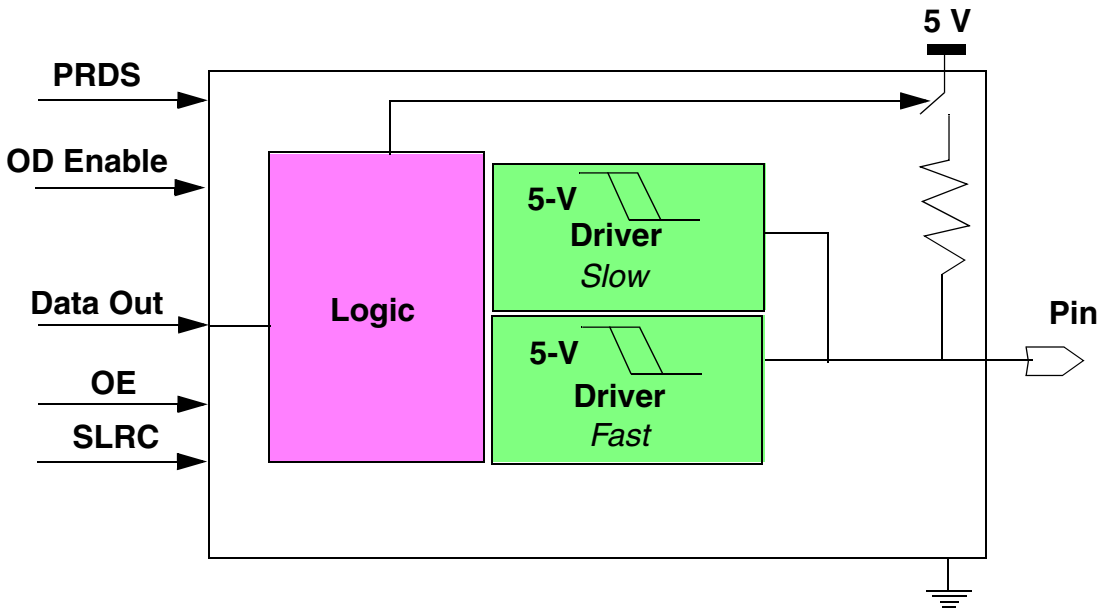 5 V
PRDS
OD Enable
Data Out
OE
SLRC
Logic
5-V
Driver
Slow
5-V
Driver
Fast
Pin